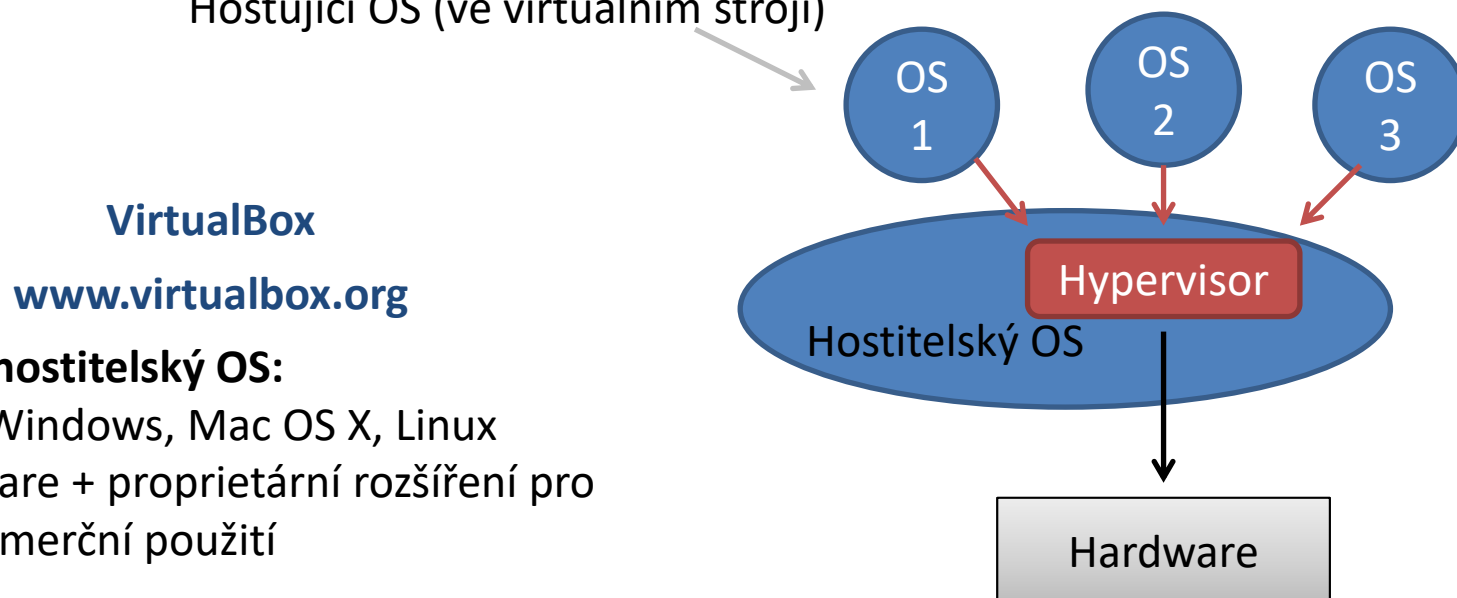 Hostující OS (ve virtuálním stroji)
OS
1
OS
2
OS
3
VirtualBox
www.virtualbox.org
Hypervisor
Hostitelský OS
hostitelský OS:
Windows, Mac OS X, Linux
are + proprietární rozšíření pro
merční použití
Hardware